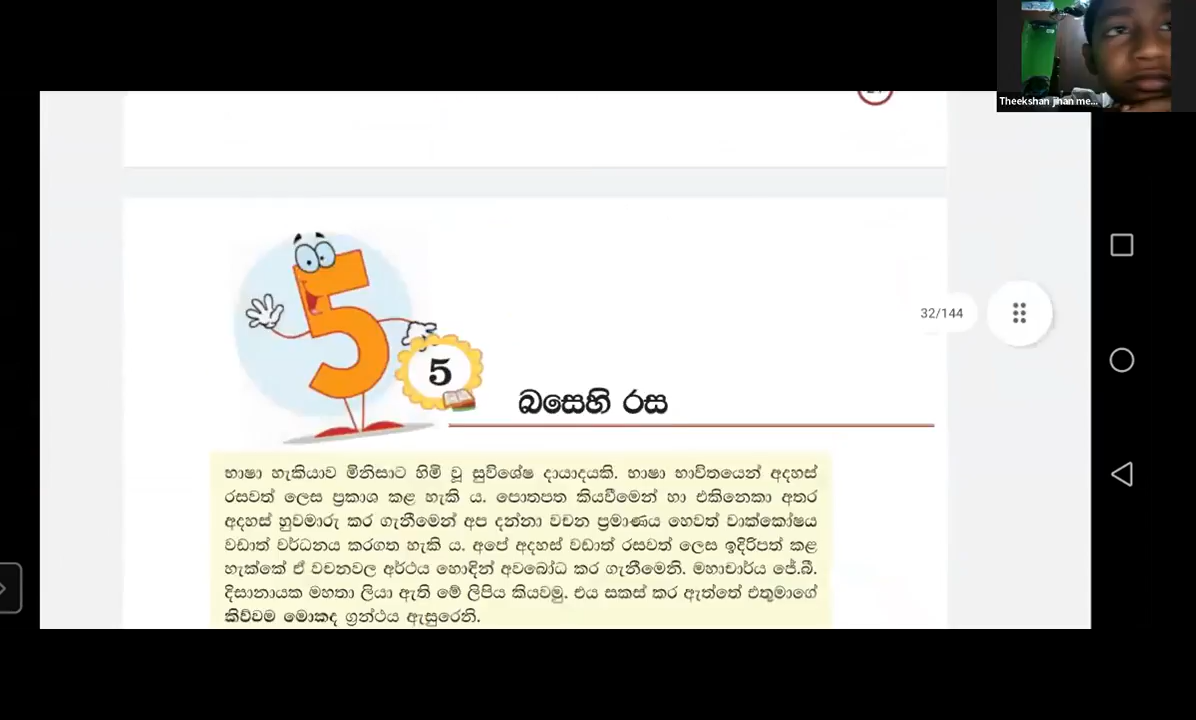 Theekshan jihan me...
32/144
5
බසෙහි රස
භාෂා හැකියාව මිනිසාට හිමි වූ සුවිශේෂ දායාදයකි. භාෂා භාවිතයෙන් අදහස්
රසවත් ලෙස ප්‍රකාශ කළ හැකි ය. පොතපත කියවීමෙන් හා එකිනෙකා අතර
අදහස් හුවමාරු කර ගැනීමෙන් අප දන්නා වචන ප්‍රමාණය හෙවත් වාක්කෝෂය
වඩාත් වර්ධනය කරගත හැකි ය. අපේ අදහස් වඩාත් රසවත් ලෙස ඉදිරිපත් කළ
හැක්කේ ඒ වචනවල අර්ථය හොඳින් අවබෝධ කර ගැනීමෙනි. මහාචාර්ය ජේ.බී.
දිසානායක මහතා ලියා ඇති මේ ලිපිය කියවමු. එය සකස් කර ඇත්තේ එතුමාගේ
කිව්වම මොකද ග්‍රන්ථය ඇසුරෙනි.